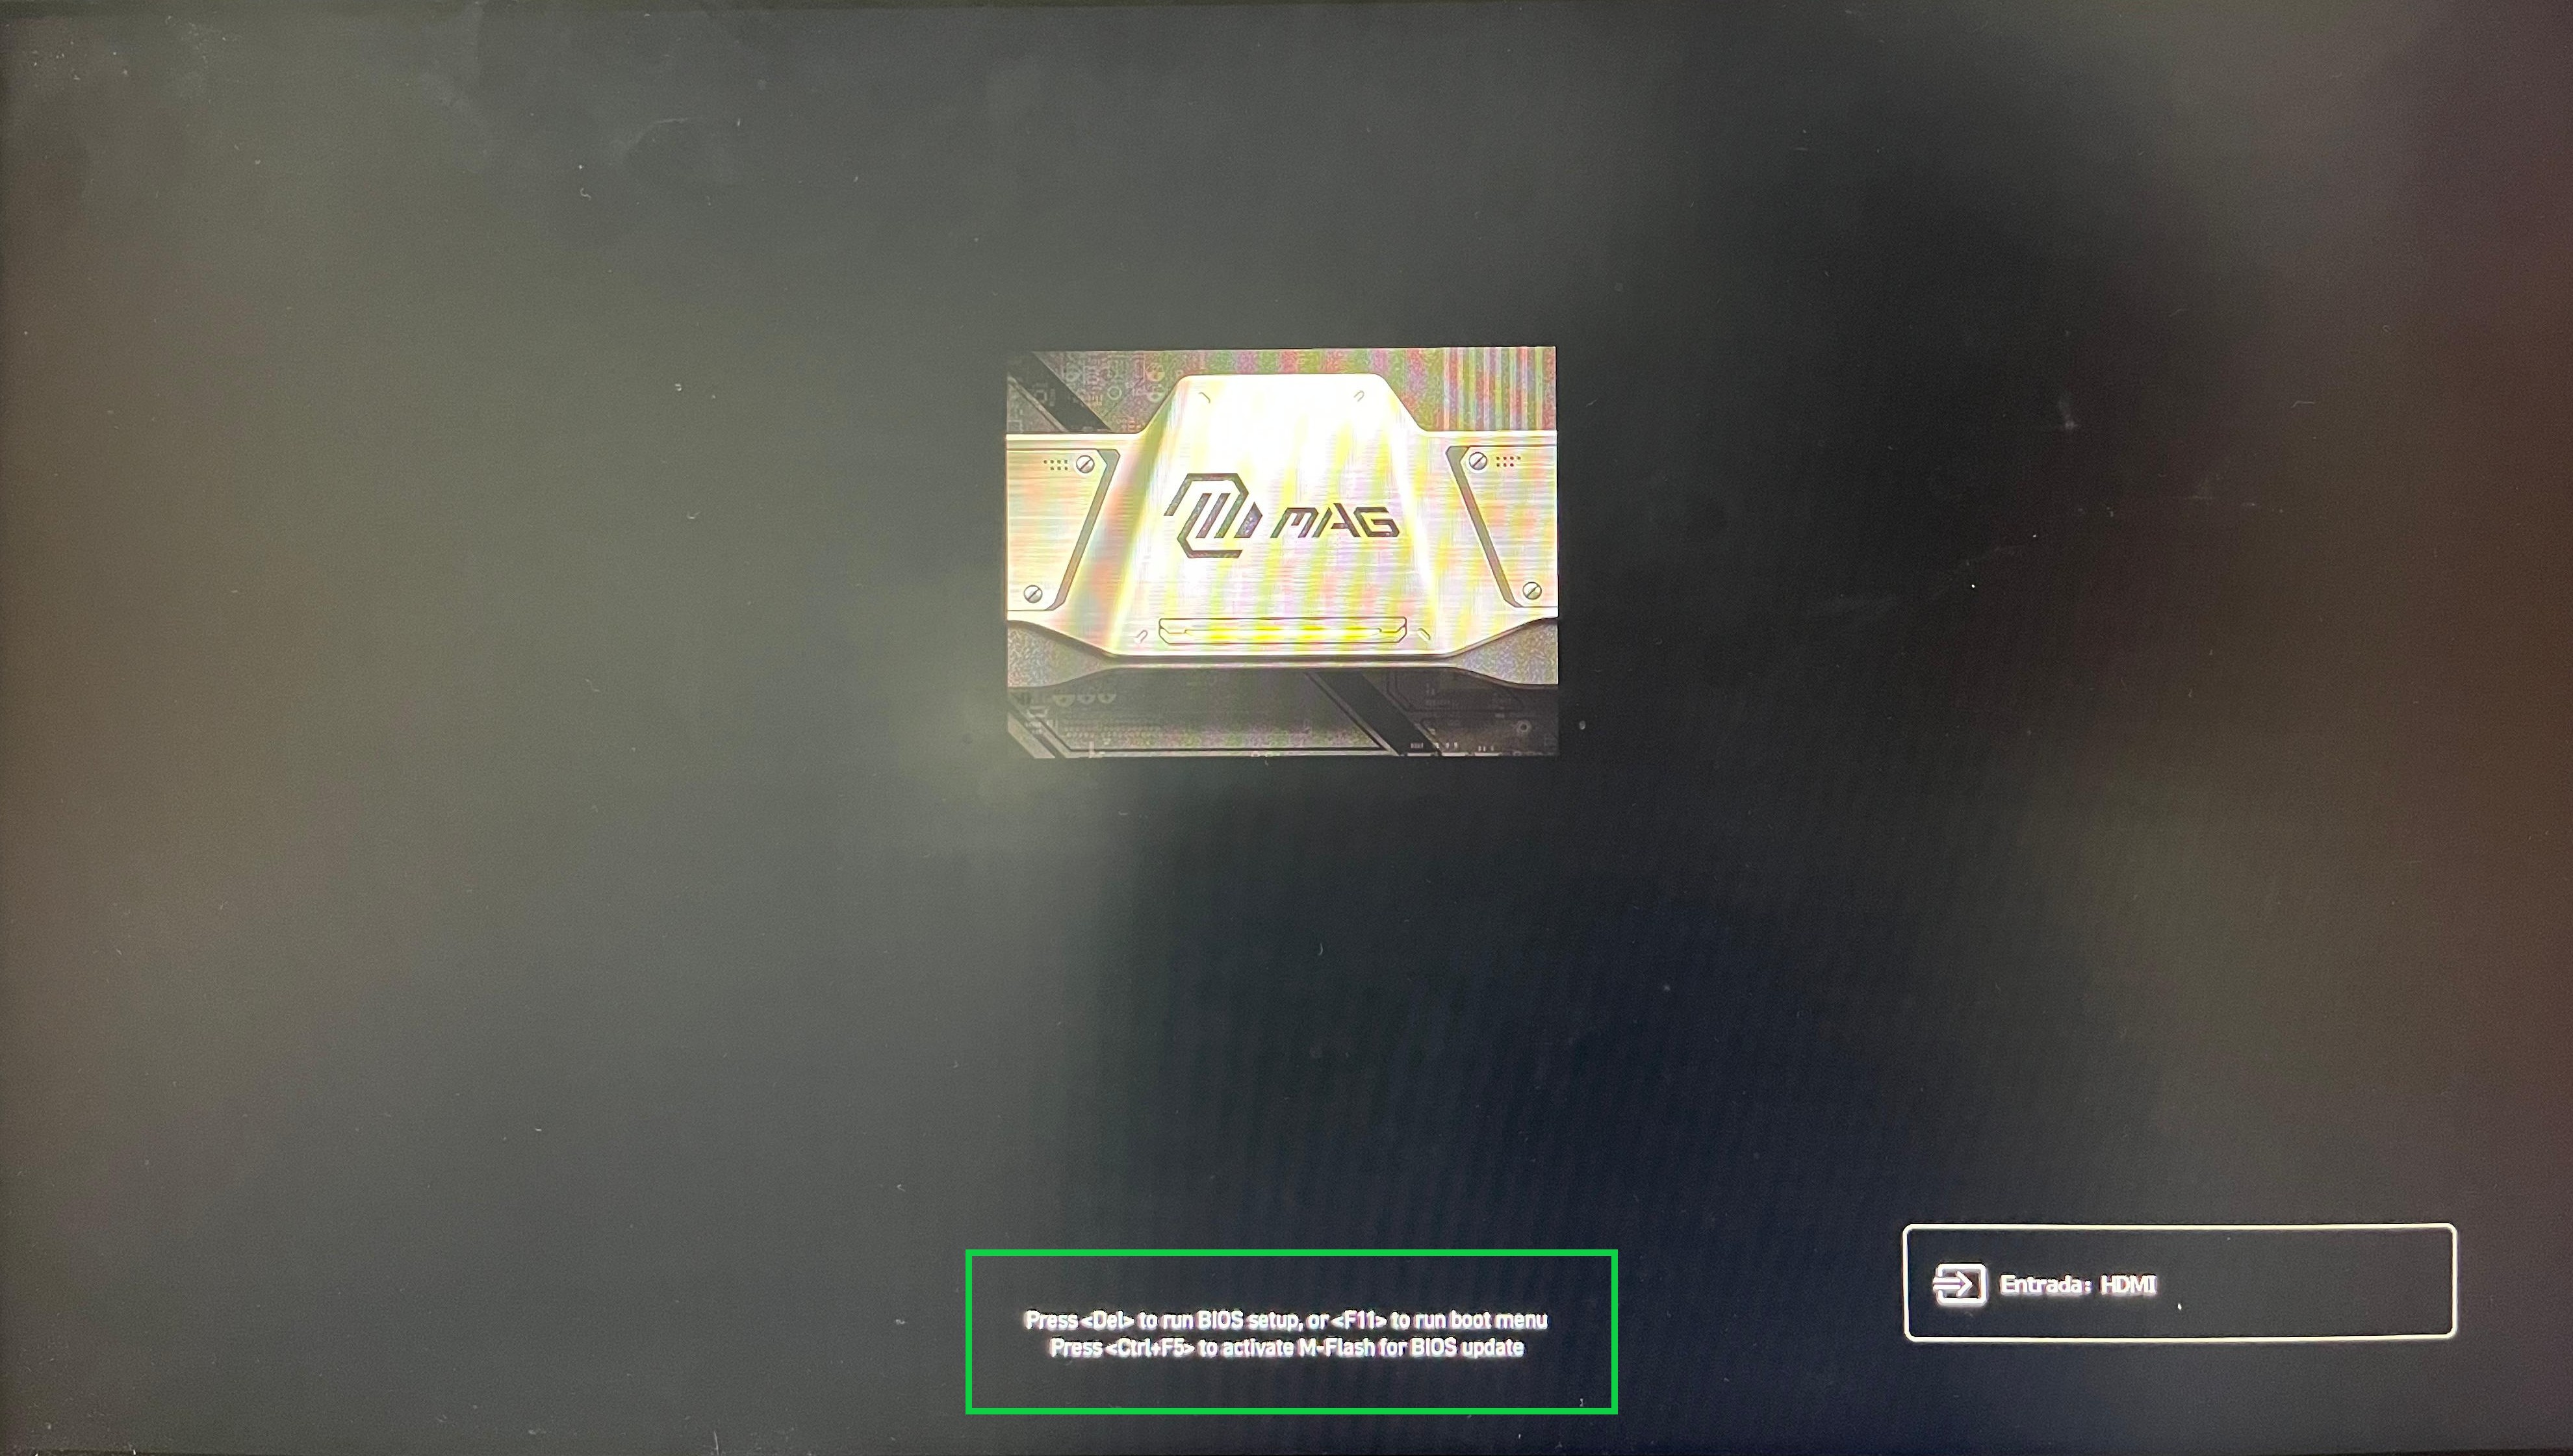 MAG
Press <Del> to run BIOS setup, or <F11> to run boot menu
Press <Ctrl+F5> to activate M-Flash for BIOS update
Entrada: HDMI